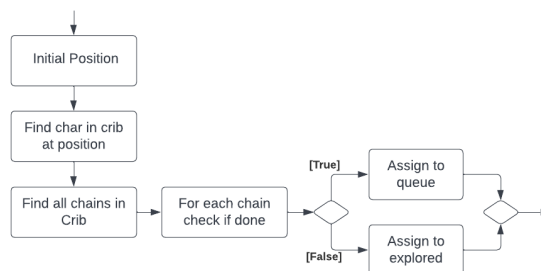 Initial Position
Find char in crib
at position
Find all chains in
Crib
For each chain
check if done
[True]
Assign to
queue
[False]
Assign to
explored